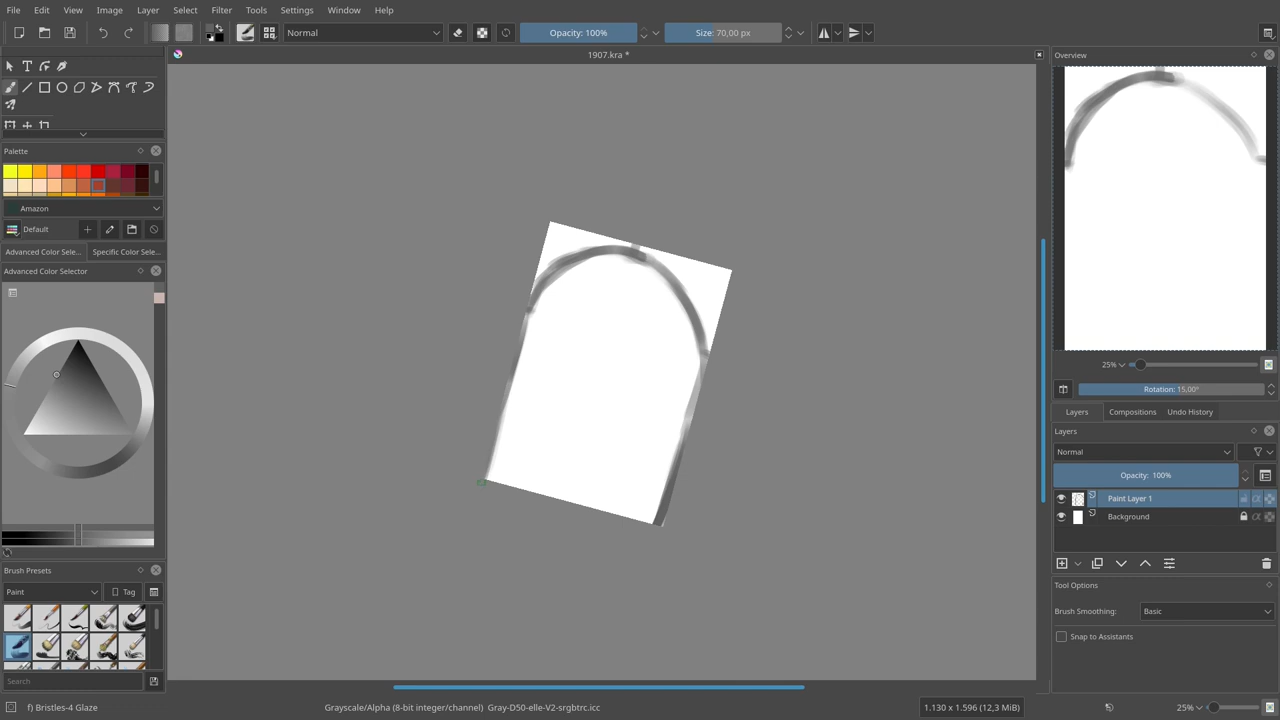 File Edit View Image Layer Select Filter Tools Settings Window Help
Normal Opacity: 100% Size: 70,00 px
1907.kra *
Overview
Palette
Amazon
Default
Advanced Color Sele... Specific Color Sele...
Advanced Color Selector
25%
Rotation: 15,00°
Layers Compositions Undo History
Layers
Normal
Opacity: 100%
Paint Layer 1
Background
Brush Presets
Paint Tag
Tool Options
Brush Smoothing: Basic
Snap to Assistants
Search
f) Bristles-4 Glaze Grayscale/Alpha (8-bit integer/channel) Gray-D50-elle-V2-srgbtrc.icc 1.130 x 1.596 (12,3 MiB) 25%